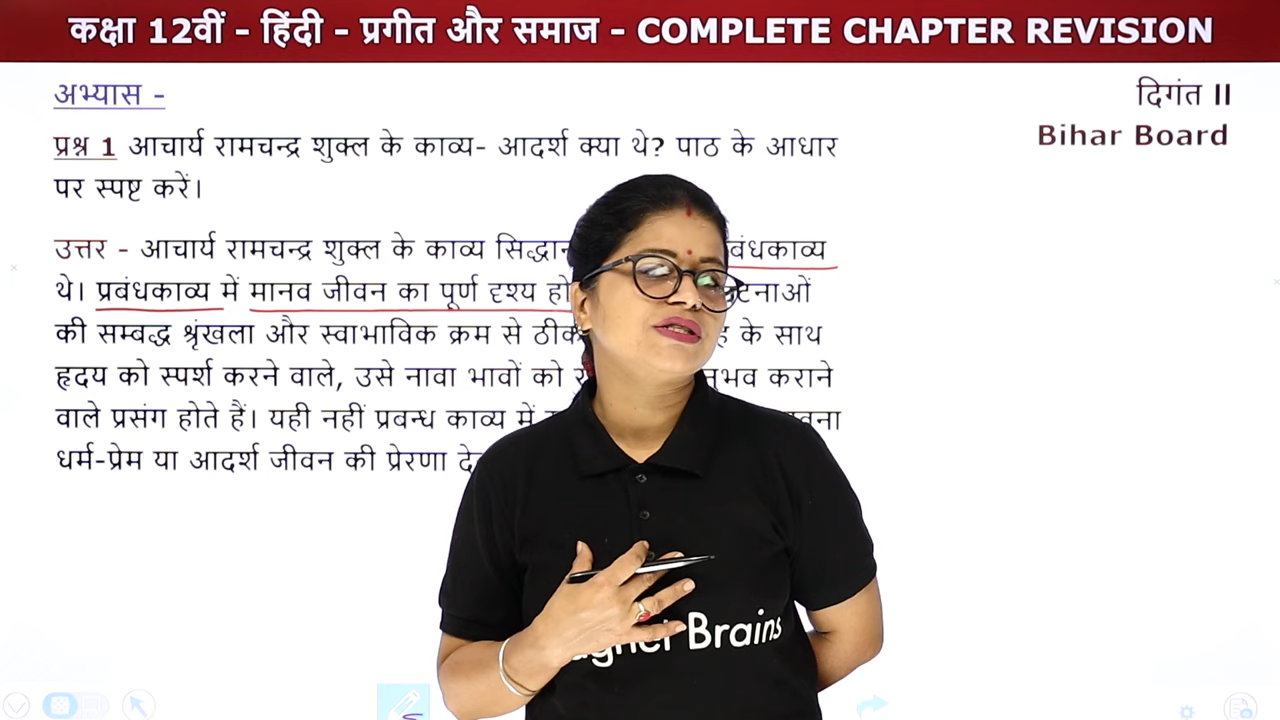 कक्षा 12वीं - हिंदी - प्रगीत और समाज - COMPLETE CHAPTER REVISION
अभ्यास -
दिगंत II
Bihar Board
प्रश्न 1 आचार्य रामचन्द्र शुक्ल के काव्य- आदर्श क्या थे? पाठ के आधार
पर स्पष्ट करें।
उत्तर - आचार्य रामचन्द्र शुक्ल के काव्य
थे। प्रबंधकाव्य में मानव जीवन का पूर्ण दृश्य
की सम्बद्ध श्रृंखला और स्वाभाविक क्रम से के साथ
हृदय को स्पर्श करने वाले, उसे नावा भावों को कराने
वाले प्रसंग होते हैं। यही नहीं प्रबन्ध काव्य में
धर्म-प्रेम या आदर्श जीवन की प्रेरणा
Brains